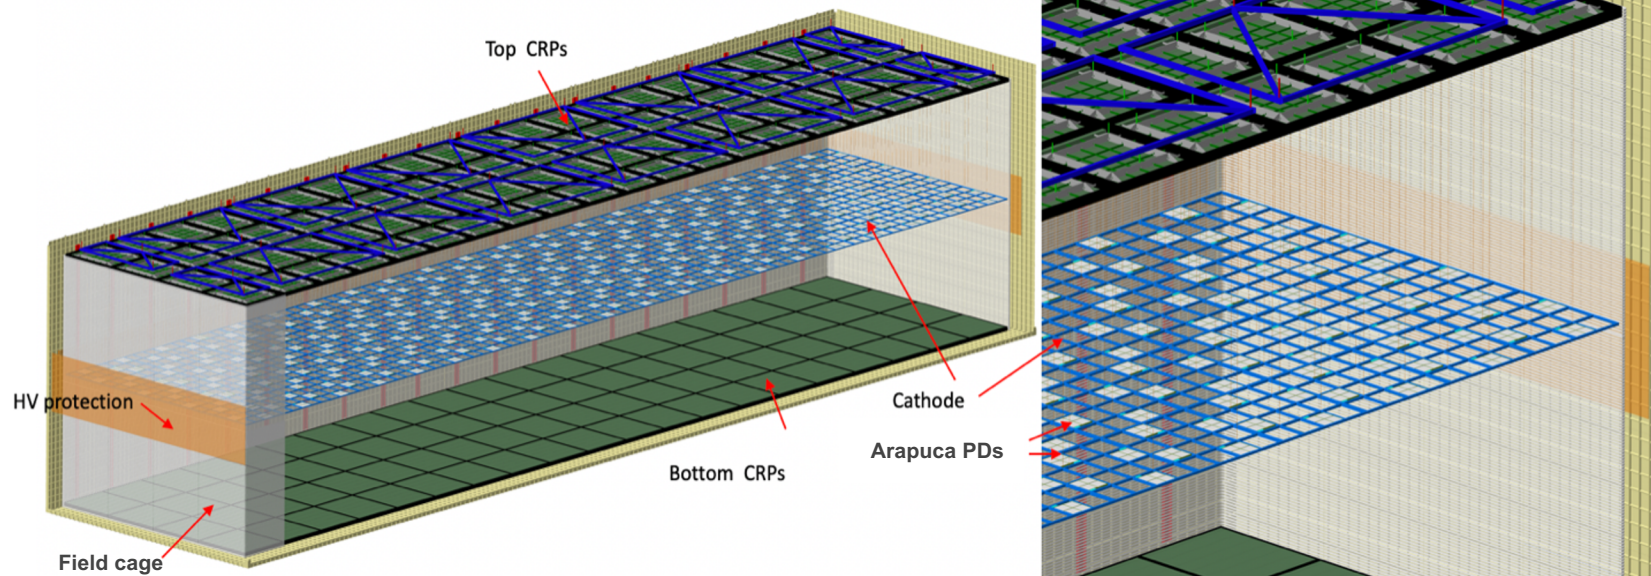 Top CRPs
HV protection
Cathode
Arapuca PDs
Bottom CRPs
Field cage